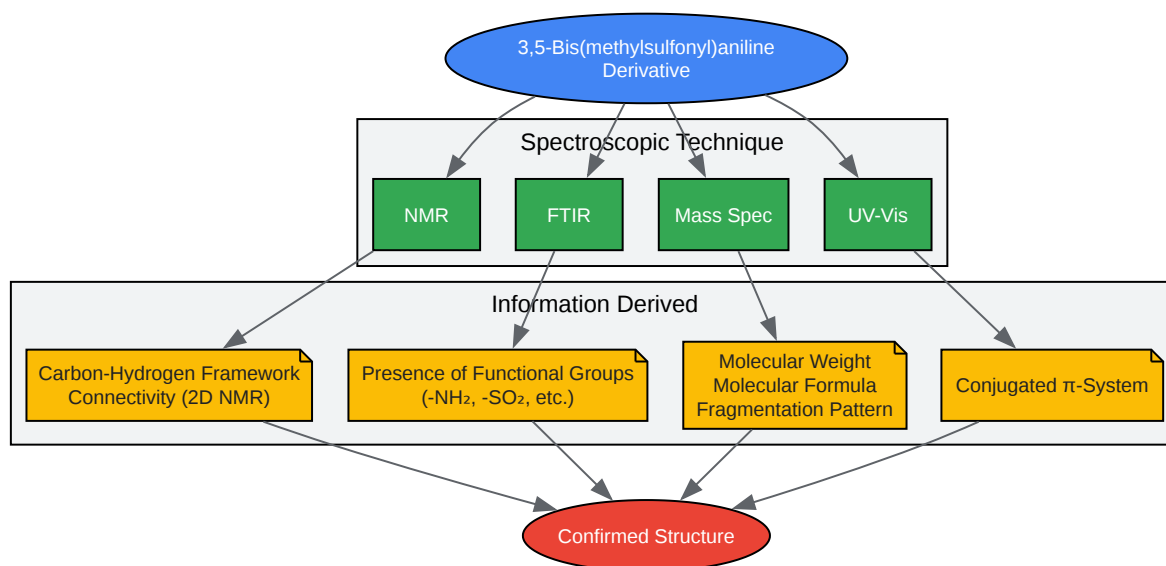 3,5-Bis(methylsulfonyl)aniline
Derivative
Spectroscopic Technique
NMR
FTIR
Mass Spec
UV-Vis
Information Derived
Carbon-Hydrogen Framework
Connectivity (2D NMR)
Presence of Functional Groups
(-NH₂, -SO₂, etc.)
Molecular Weight
Molecular Formula
Fragmentation Pattern
Conjugated π-System
Confirmed Structure